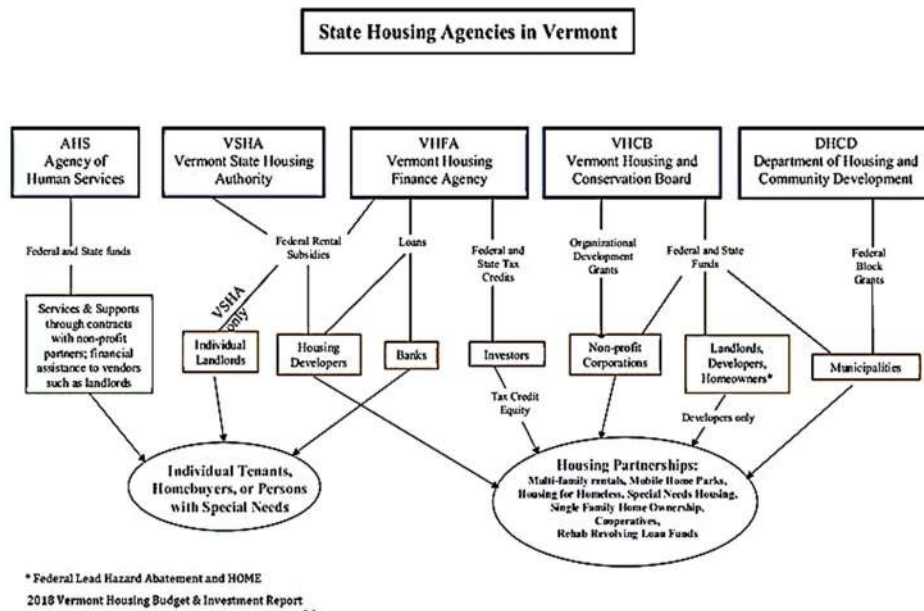 State Housing Agencies in Vermont
AHS
Agency of
Human Services
VSHA
Vermont State Housing
Authority
VHFA
Vermont Housing
Finance Agency
VHCB
Vermont Housing and
Conservation Board
DHCD
Department of Housing and
Community Development
Federal and State funds
Federal Rental
Subsidies
Loans
Federal and
State Tax
Credits
Organizational
Development
Grants
Federal and State
Funds
Federal
Block
Grants
VSHA
only
Services & Supports
through contracts
with non-profit
partners; financial
assistance to vendors
such as landlords
Individual
Landlords
Housing
Developers
Banks
Investors
Non-profit
Corporations
Landlords,
Developers,
Homeowners*
Municipalities
Tax Credit
Equity
Developers only
Individual Tenants,
Homebuyers, or Persons
with Special Needs
Housing Partnerships:
Multi-family rentals, Mobile Home Parks,
Housing for Homeless, Special Needs Housing,
Single Family Home Ownership,
Cooperatives,
Rehab Revolving Loan Funds
* Federal Lead Hazard Abatement and HOME
2018 Vermont Housing Budget & Investment Report